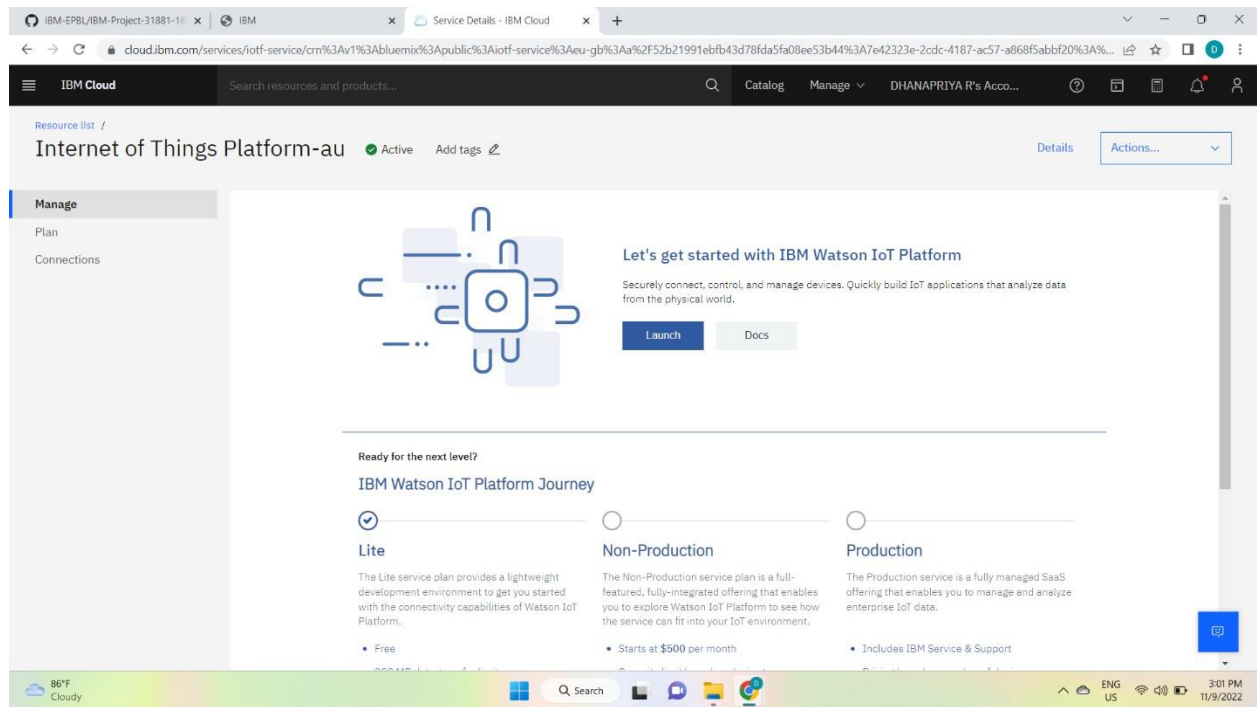 IBM-EPBL/IBM-Project-31881-16
IBM
Service Details - IBM Cloud
cloud.ibm.com/services/iotf-service/crn%3Av1%3Abluemix%3Apublic%3Aiotf-service%3Aeu-gb%3Aa%2F52b21991ebfb43d78fda5fa08ee53b44%3A7e42323e-2cdc-4187-ac57-a868f5abbf20%3A%...
D
IBM Cloud
Search resources and products...
Catalog
Manage
DHANAPRIYA R's Acco...
Resource list /
Internet of Things Platform-au
Active
Add tags
Details
Actions...
Manage
Plan
Connections
Let's get started with IBM Watson IoT Platform
Securely connect, control, and manage devices. Quickly build IoT applications that analyze data
from the physical world.
Launch
Docs
Ready for the next level?
IBM Watson IoT Platform Journey
Lite
The Lite service plan provides a lightweight
development environment to get you started
with the connectivity capabilities of Watson IoT
Platform.
• Free
Non-Production
The Non-Production service plan is a full-
featured, fully-integrated offering that enables
you to explore Watson IoT Platform to see how
the service can fit into your IoT environment.
• Starts at $500 per month
Production
The Production service is a fully managed SaaS
offering that enables you to manage and analyze
enterprise IoT data.
• Includes IBM Service & Support
86°F
Cloudy
Search
ENG
US
3:01 PM
11/9/2022